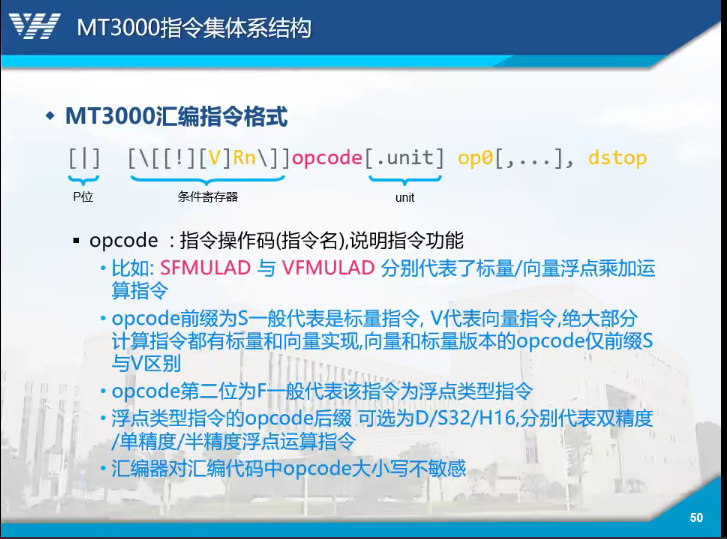 MT3000指令集体系结构
MT3000汇编指令格式
[|] [\[[!][V]Rn\]]opcode[.unit] op0[,...], dstop
P位 条件寄存器 unit
opcode ：指令操作码(指令名),说明指令功能
比如: SFMULAD 与 VFMULAD 分别代表了标量/向量浮点乘加运
算指令
opcode前缀为S一般代表是标量指令, V代表向量指令,绝大部分
计算指令都有标量和向量实现,向量和标量版本的opcode仅前缀S
与V区别
opcode第二位为F一般代表该指令为浮点类型指令
浮点类型指令的opcode后缀 可选为D/S32/H16,分别代表双精度
/单精度/半精度浮点运算指令
汇编器对汇编代码中opcode大小写不敏感
50